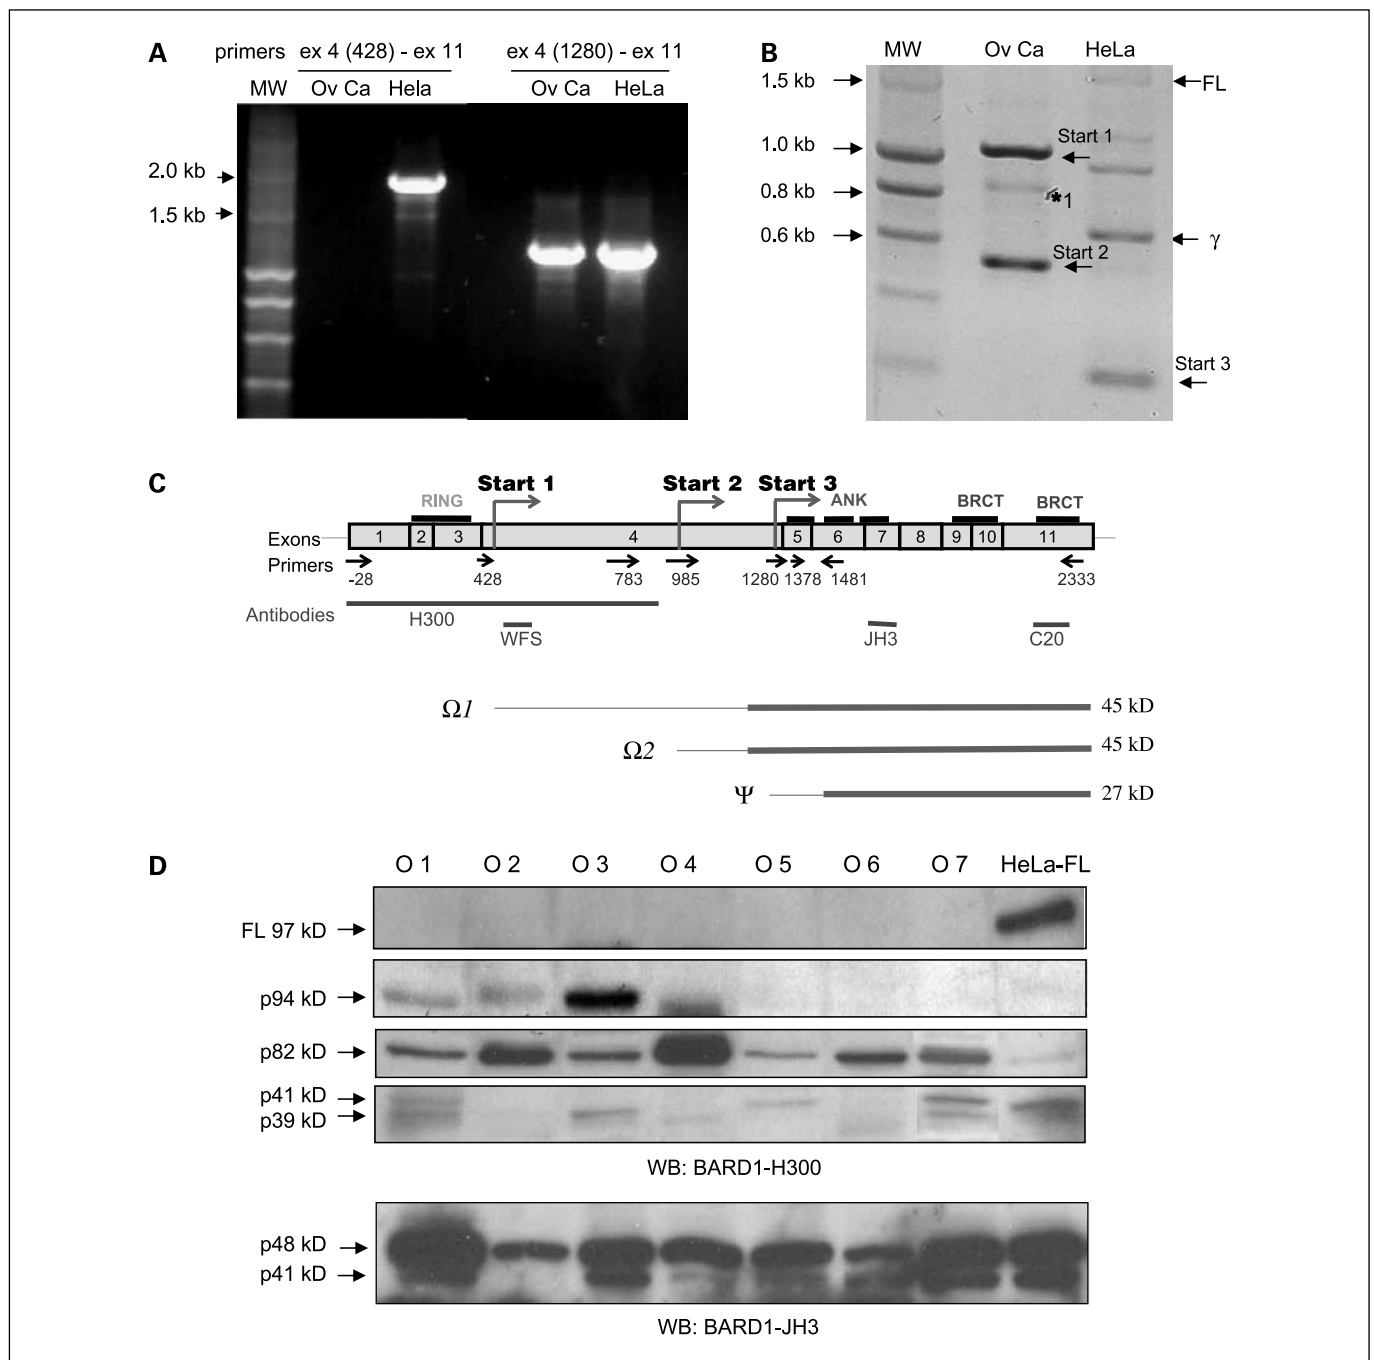 A
primers ex 4 (428) - ex 11 ex 4 (1280) - ex 11
MW Ov Ca Hela Ov Ca HeLa
2.0 kb
1.5 kb
B
MW Ov Ca HeLa
1.5 kb FL
1.0 kb Start 1
0.8 kb *1
0.6 kb γ
Start 2
Start 3
C
Start 1 Start 2 Start 3
RING ANK BRCT BRCT
Exons 1 2 3 4 5 6 7 8 9 10 11
Primers
-28 428 783 985 1280 1378 1481 2333
Antibodies H300
WFS JH3 C20
Ω1 45 kD
Ω2 45 kD
Ψ 27 kD
D
O 1 O 2 O 3 O 4 O 5 O 6 O 7 HeLa-FL
FL 97 kD
p94 kD
p82 kD
p41 kD
p39 kD
WB: BARD1-H300
p48 kD
p41 kD
WB: BARD1-JH3